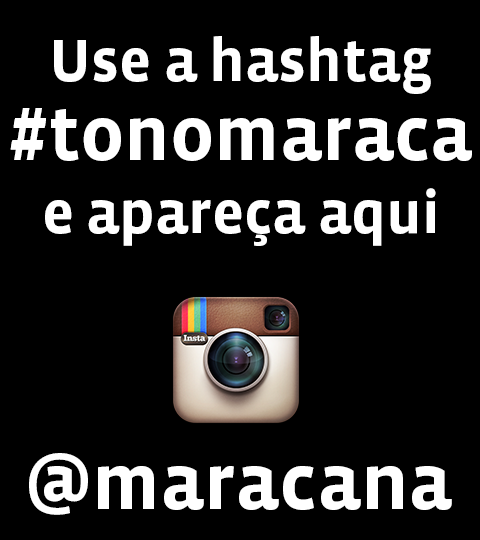 Use a hashtag
#tonomaraca
e apareça aqui
Insta
@maracana